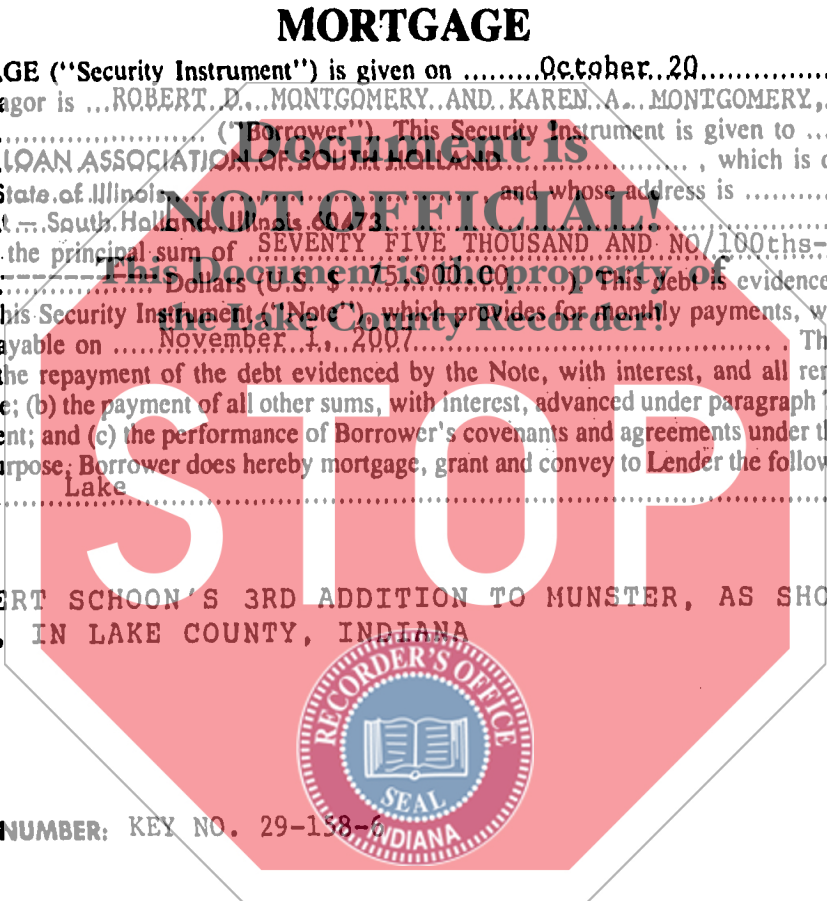 MORTGAGE
GE ("Security Instrument") is given on .........October 20...............
agor is ...ROBERT D. MONTGOMERY AND KAREN A. MONTGOMERY,
....................... ("Borrower"). This Security Instrument is given to ...
LOAN ASSOCIATION OF SOUTH HOLLAND....................... , which is
State of Illinois....................... , and whose address is ..........
— South Holland, Illinois 60473
the principal sum of SEVENTY FIVE THOUSAND AND NO/100ths-
Dollars (U.S. $ 75,000.00 ). This debt is evidence
his Security Instrument ("Note"), which provides for monthly payments, w
ayable on ......November 1, 2007....................... Th
the repayment of the debt evidenced by the Note, with interest, and all ren
e; (b) the payment of all other sums, with interest, advanced under paragraph
ent; and (c) the performance of Borrower's covenants and agreements under th
urpose, Borrower does hereby mortgage, grant and convey to Lender the follow
Lake
ERT SCHOON'S 3RD ADDITION TO MUNSTER, AS SHO
, IN LAKE COUNTY, INDIANA
NUMBER: KEY NO. 29-158-6
Document is
NOT OFFICIAL!
This Document is the property of
the Lake County Recorder!
STOP
RECORDER'S OFFICE
SEAL
INDIANA